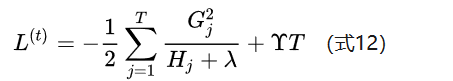 L^{(t)} = -\frac{1}{2} \sum_{j=1}^{T} \frac{G_j^2}{H_j + \lambda} + \Upsilon T (式12)